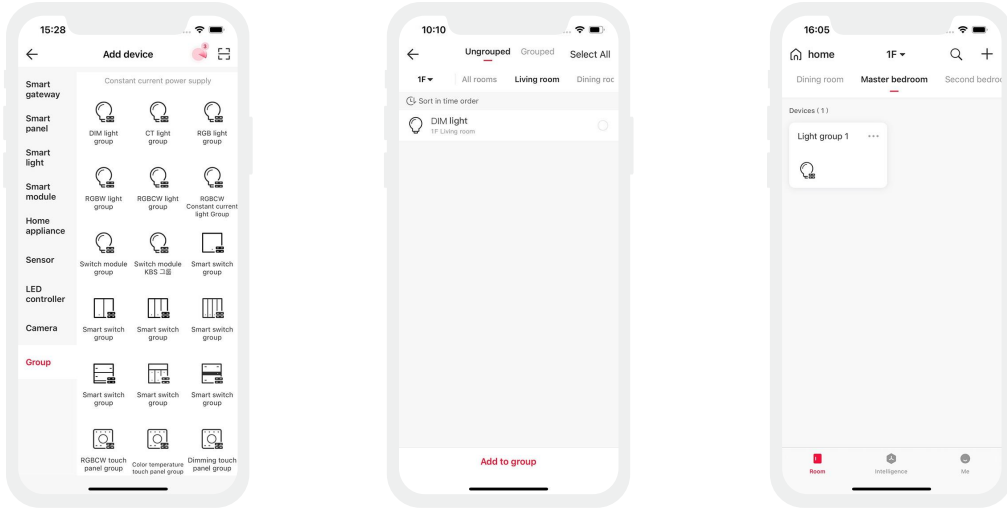 15:28
Add device
Smart
gateway
Smart
panel
Smart
light
Smart
module
Home
appliance
Sensor
LED
controller
Camera
Group
Constant current power
supply
DIM light
group
CT light
group
RGB light
group
RGBW light
group
RGBCW light
group
RGBCW
Constant current
light Group
Switch module
group
Switch module
KBS 그룹
Smart switch
group
Smart switch
group
Smart switch
group
Smart switch
group
Smart switch
group
Smart switch
group
Smart switch
group
RGBCW touch
panel group
Color temperature
touch panel group
Dimming touch
panel group
10:10
Ungrouped Grouped Select All
1F All rooms Living room Dining roo
Sort in time order
DIM light
1F Living room
Add to group
16:05
home 1F
Dining room Master bedroom Second bedroo
Devices ( 1 )
Light group 1
Room Intelligence Me